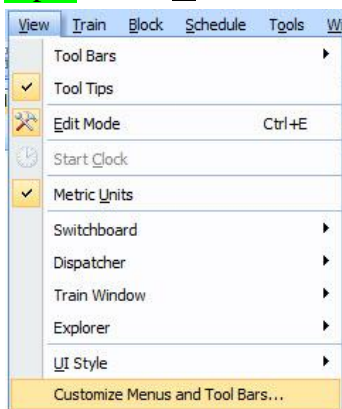 View Train Block Schedule Tools
Tool Bars
Tool Tips
Edit Mode Ctrl+E
Start Clock
Metric Units
Switchboard
Dispatcher
Train Window
Explorer
UI Style
Customize Menus and Tool Bars...